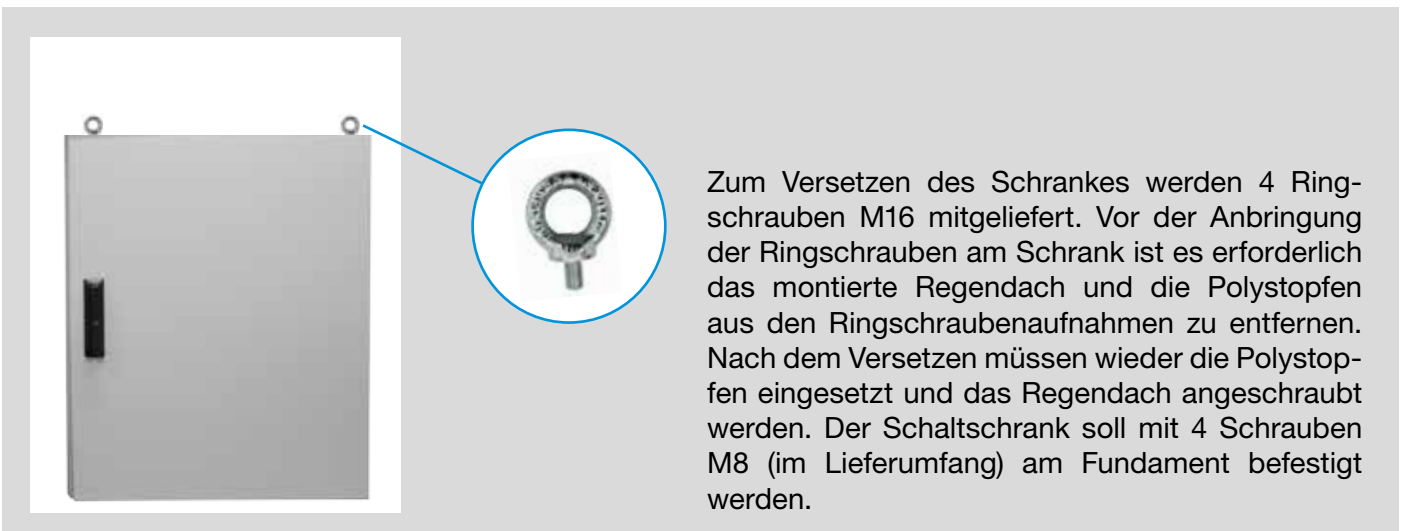 Zum Versetzen des Schrankes werden 4 Ring-
schrauben M16 mitgeliefert. Vor der Anbringung
der Ringschrauben am Schrank ist es erforderlich
das montierte Regendach und die Polystopfen
aus den Ringschraubenaufnahmen zu entfernen.
Nach dem Versetzen müssen wieder die Polystop-
fen eingesetzt und das Regendach angeschraubt
werden. Der Schaltschrank soll mit 4 Schrauben
M8 (im Lieferumfang) am Fundament befestigt
werden.